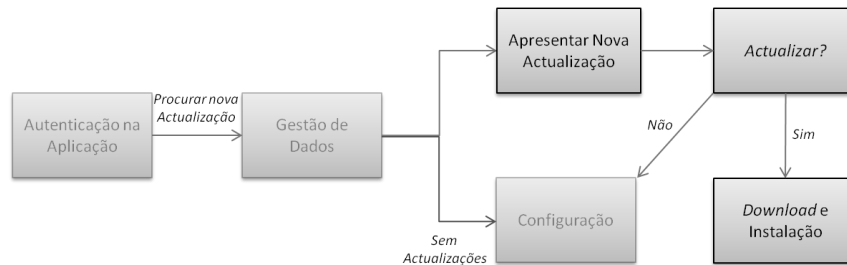 Autenticação na
Aplicação
Procurar nova
Actualização
Gestão de
Dados
Apresentar Nova
Actualização
Actualizar?
Não
Sim
Sem
Actualizações
Configuração
Download e
Instalação